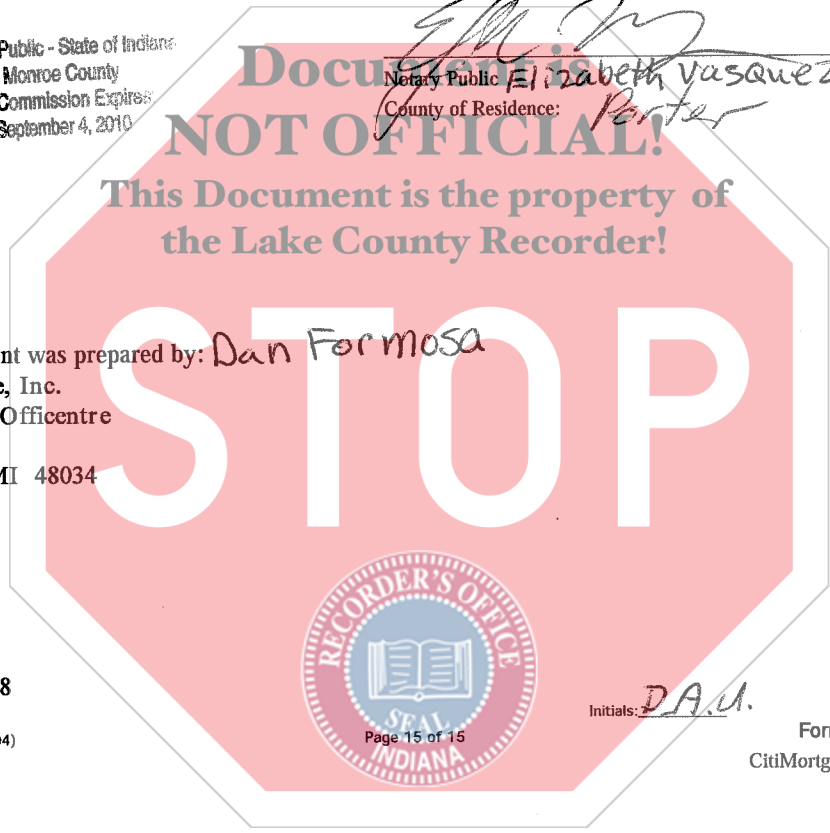 Public - State of Indiana
Monroe County
Commission Expires
September 4, 2010
Notary Public Elizabeth Vasquez
County of Residence: Porter
Document is
NOT OFFICIAL!
This Document is the property of
the Lake County Recorder!
STOP
nt was prepared by: Dan Formosa
e, Inc.
Officentre
MI 48034
RECORDER'S OFFICE
SEAL
INDIANA
8
Initials: D.A.U.
Page 15 of 15
04)
For
CitiMortg